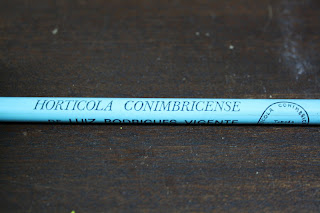 HORTICOLA CONIMBRICENSE
DE LUIZ RODRIGUES VICENTE